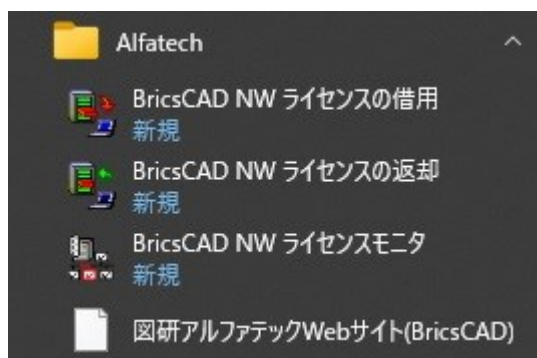 Alfatech
BricsCAD NW ライセンスの借用
新規
BricsCAD NW ライセンスの返却
新規
BricsCAD NW ライセンスモニタ
新規
図研アルファテックWebサイト(BricsCAD)